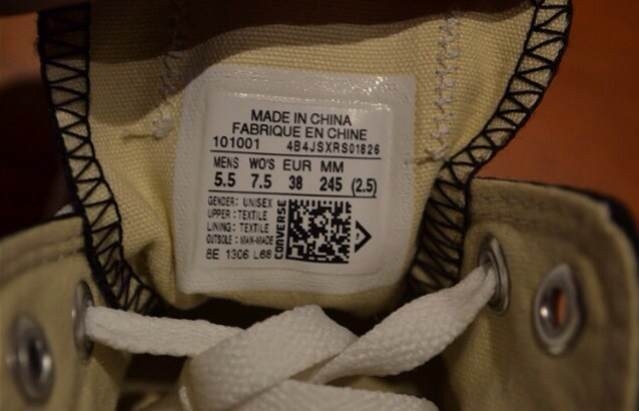 MADE IN CHINA
FABRIQUE EN CHINE
101001 4B4JSXRS01826
MENS WO'S EUR MM
5.5 7.5 38 245 (2.5)
GENDER: UNISEX
UPPER: TEXTILE
LINING: TEXTILE
OUTSOLE: MAN-MADE
8E 1306 L68
CONVERSE